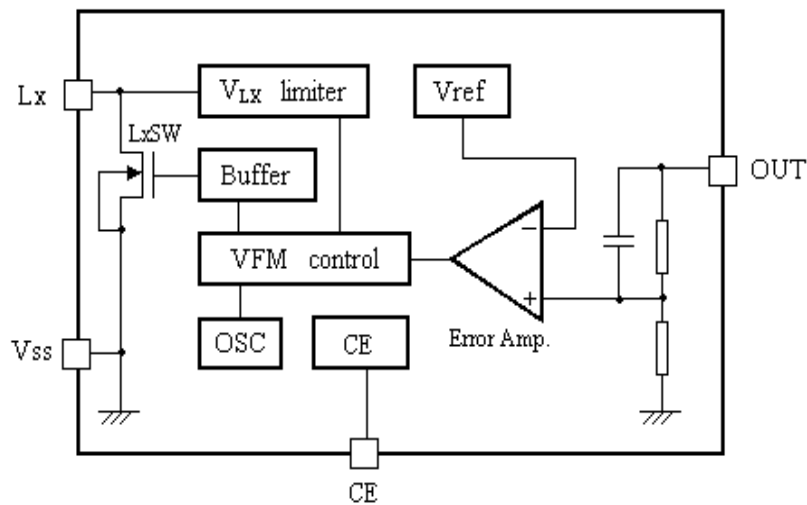 Lx
VLX limiter
Vref
LxSW
Buffer
OUT
−
VFM control
+
Error Amp.
OSC
CE
Vss
CE